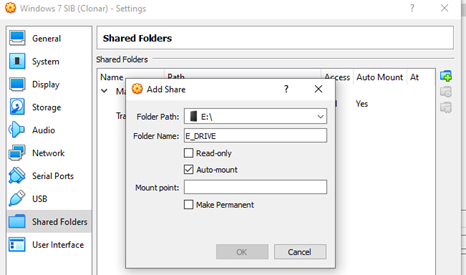 Windows 7 SIB (Clonar) - Settings
General
System
Display
Storage
Audio
Network
Serial Ports
USB
Shared Folders
User Interface
Shared Folders
Shared Folders
Name Path Access Auto Mount At
Ma
Tra Yes
Add Share ?
Folder Path: E:\
Folder Name: E_DRIVE
Read-only
Auto-mount
Mount point:
Make Permanent
OK Cancel